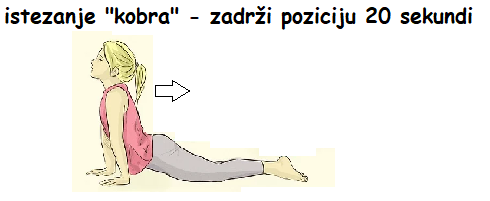 istezanje "kobra" - zadrži poziciju 20 sekundi